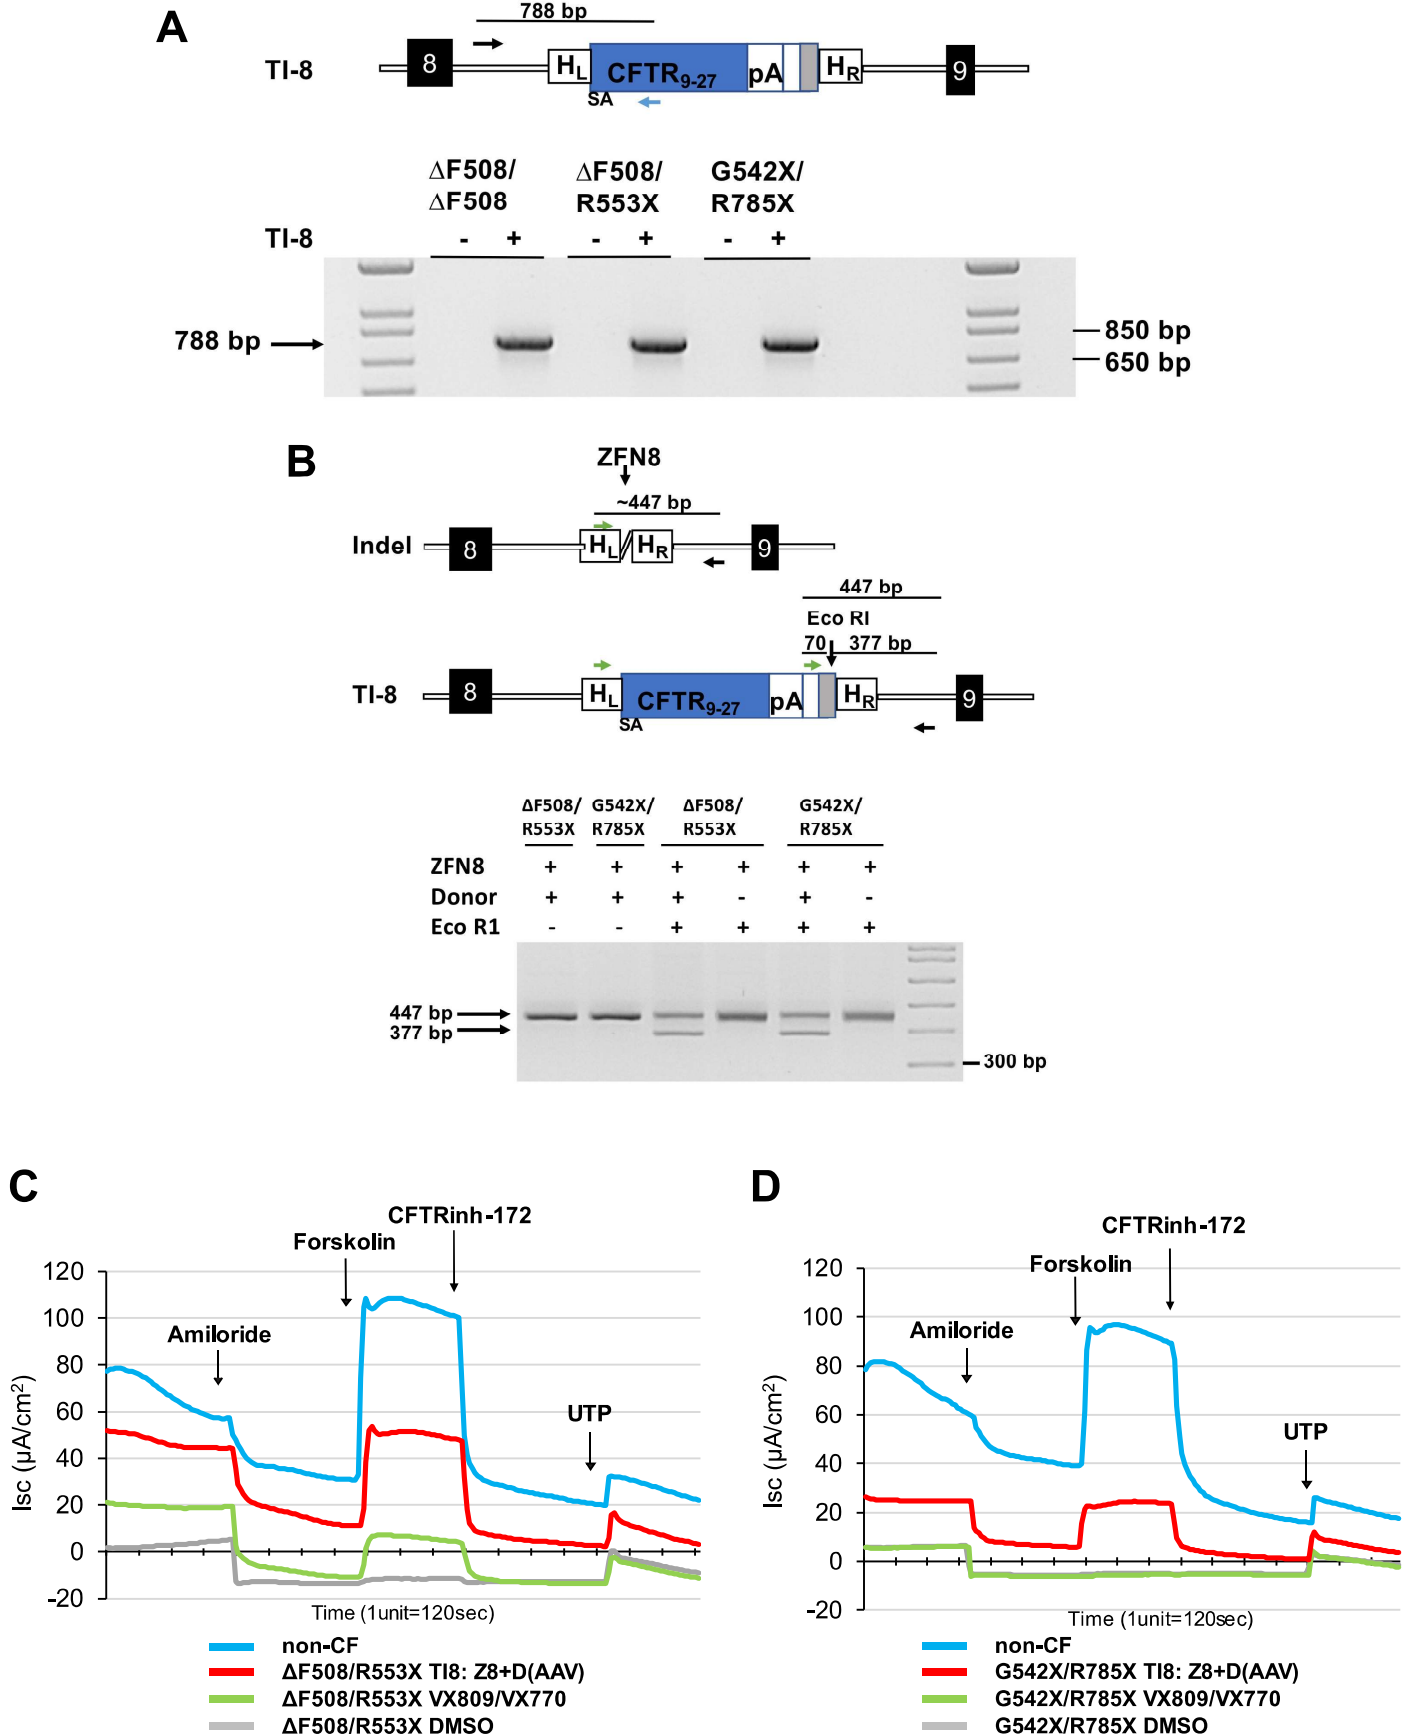 A
788 bp
TI-8
8
HL
CFTR9-27
pA
HR
9
SA
ΔF508/ ΔF508/ G542X/
ΔF508 R553X R785X
TI-8 - + - + - +
788 bp
850 bp
650 bp
B
ZFN8
~447 bp
Indel
8
HL
HR
9
447 bp
Eco RI
70 377 bp
TI-8
8
HL
CFTR9-27
pA
HR
9
SA
ΔF508/ G542X/ ΔF508/ G542X/
R553X R785X R553X R785X
ZFN8 + + + + + +
Donor + + + - + -
Eco R1 - - + + + +
447 bp
377 bp
300 bp
C
CFTRinh-172
Forskolin
Amiloride
UTP
120
100
80
60
40
20
0
-20
Isc (µA/cm2)
Time (1unit=120sec)
non-CF
ΔF508/R553X TI8: Z8+D(AAV)
ΔF508/R553X VX809/VX770
ΔF508/R553X DMSO
D
CFTRinh-172
Forskolin
Amiloride
UTP
120
100
80
60
40
20
0
-20
Isc (µA/cm2)
Time (1unit=120sec)
non-CF
G542X/R785X TI8: Z8+D(AAV)
G542X/R785X VX809/VX770
G542X/R785X DMSO